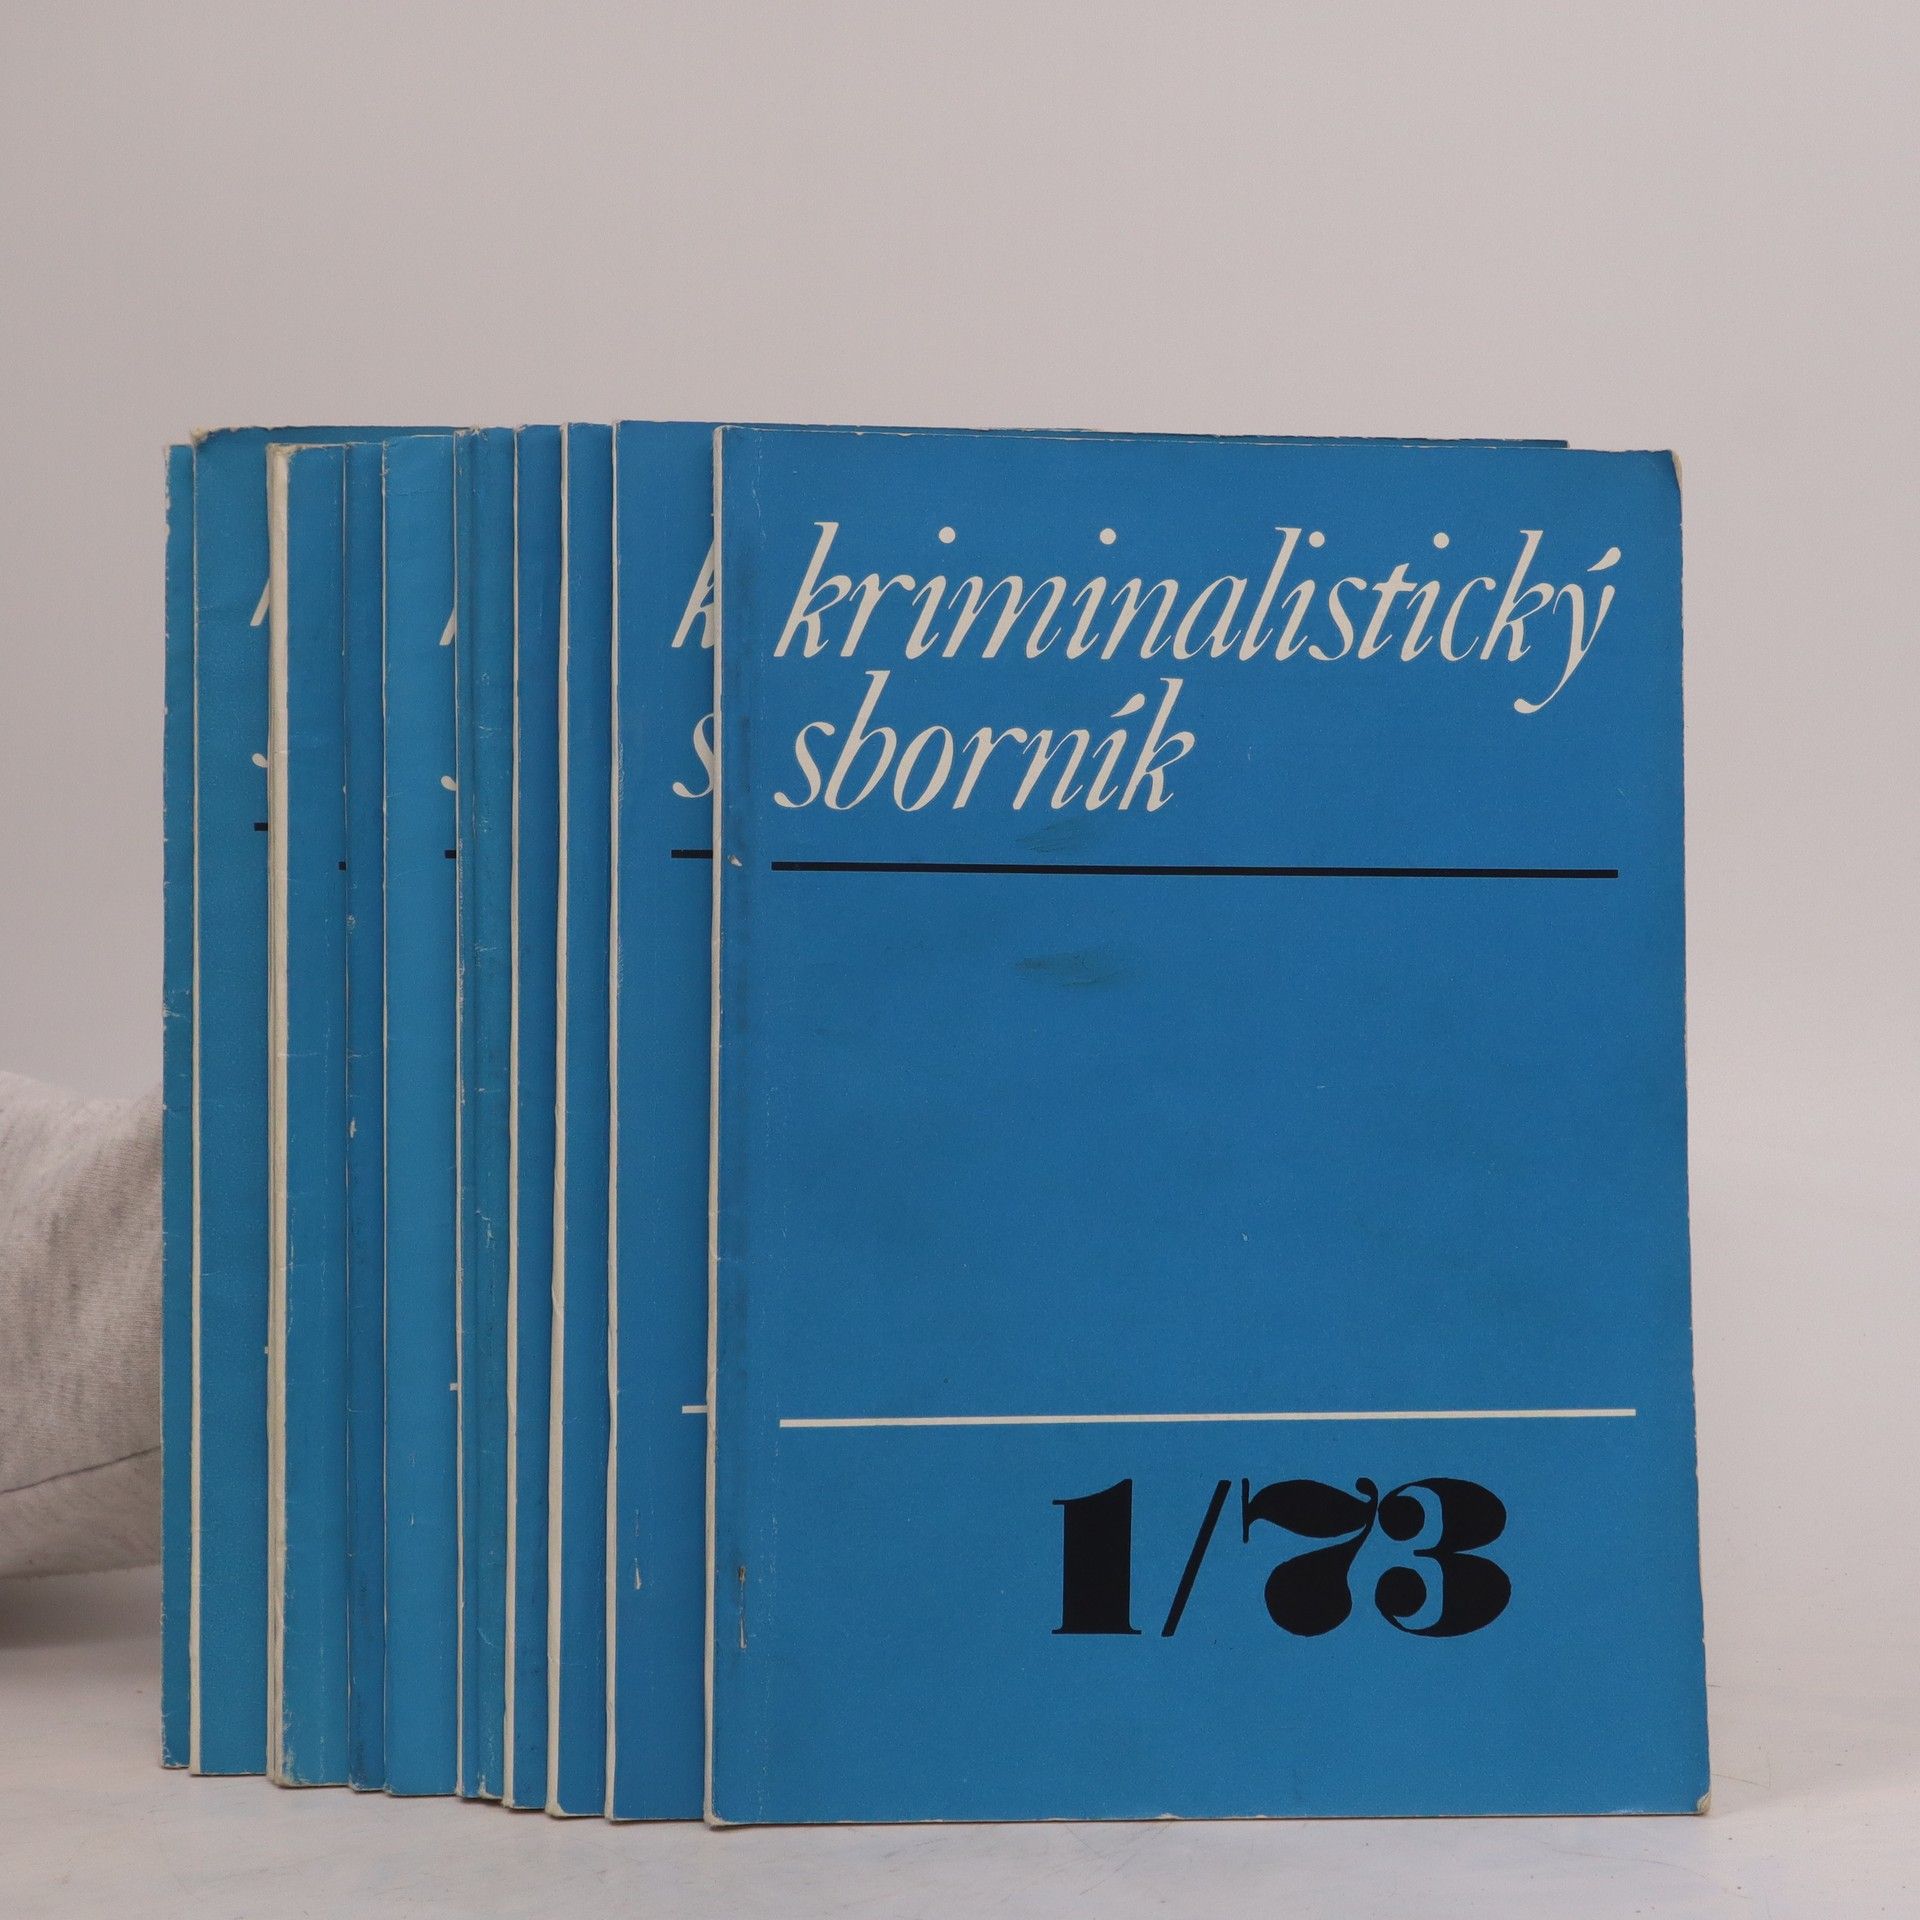 kriminalistický
sborník
1/73